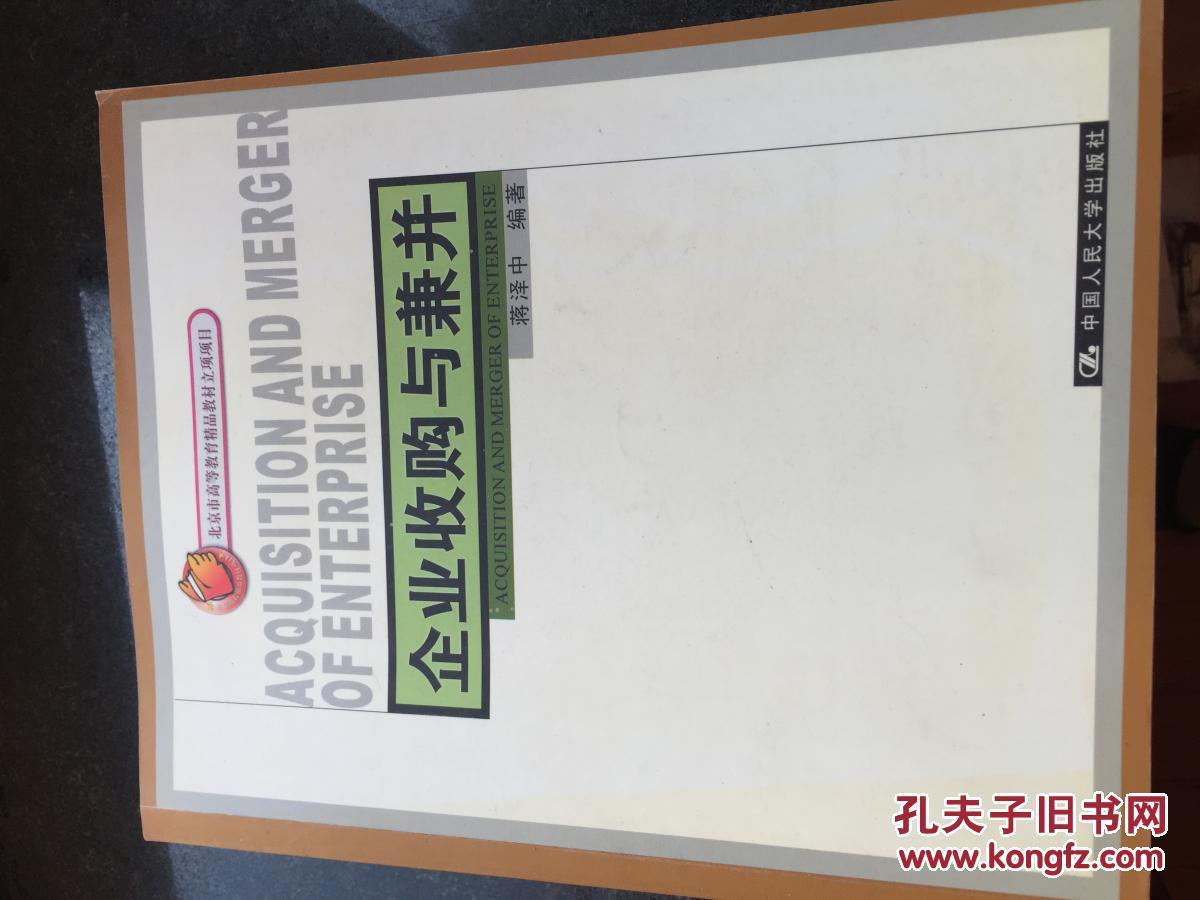 北京市高等教育精品教材立项项目
ACQUISITION AND MERGER
OF ENTERPRISE
企业收购与兼并
ACQUISITION AND MERGER OF ENTERPRISE
蒋泽中 编著
中国人民大学出版社
孔夫子旧书网
www.kongfz.com